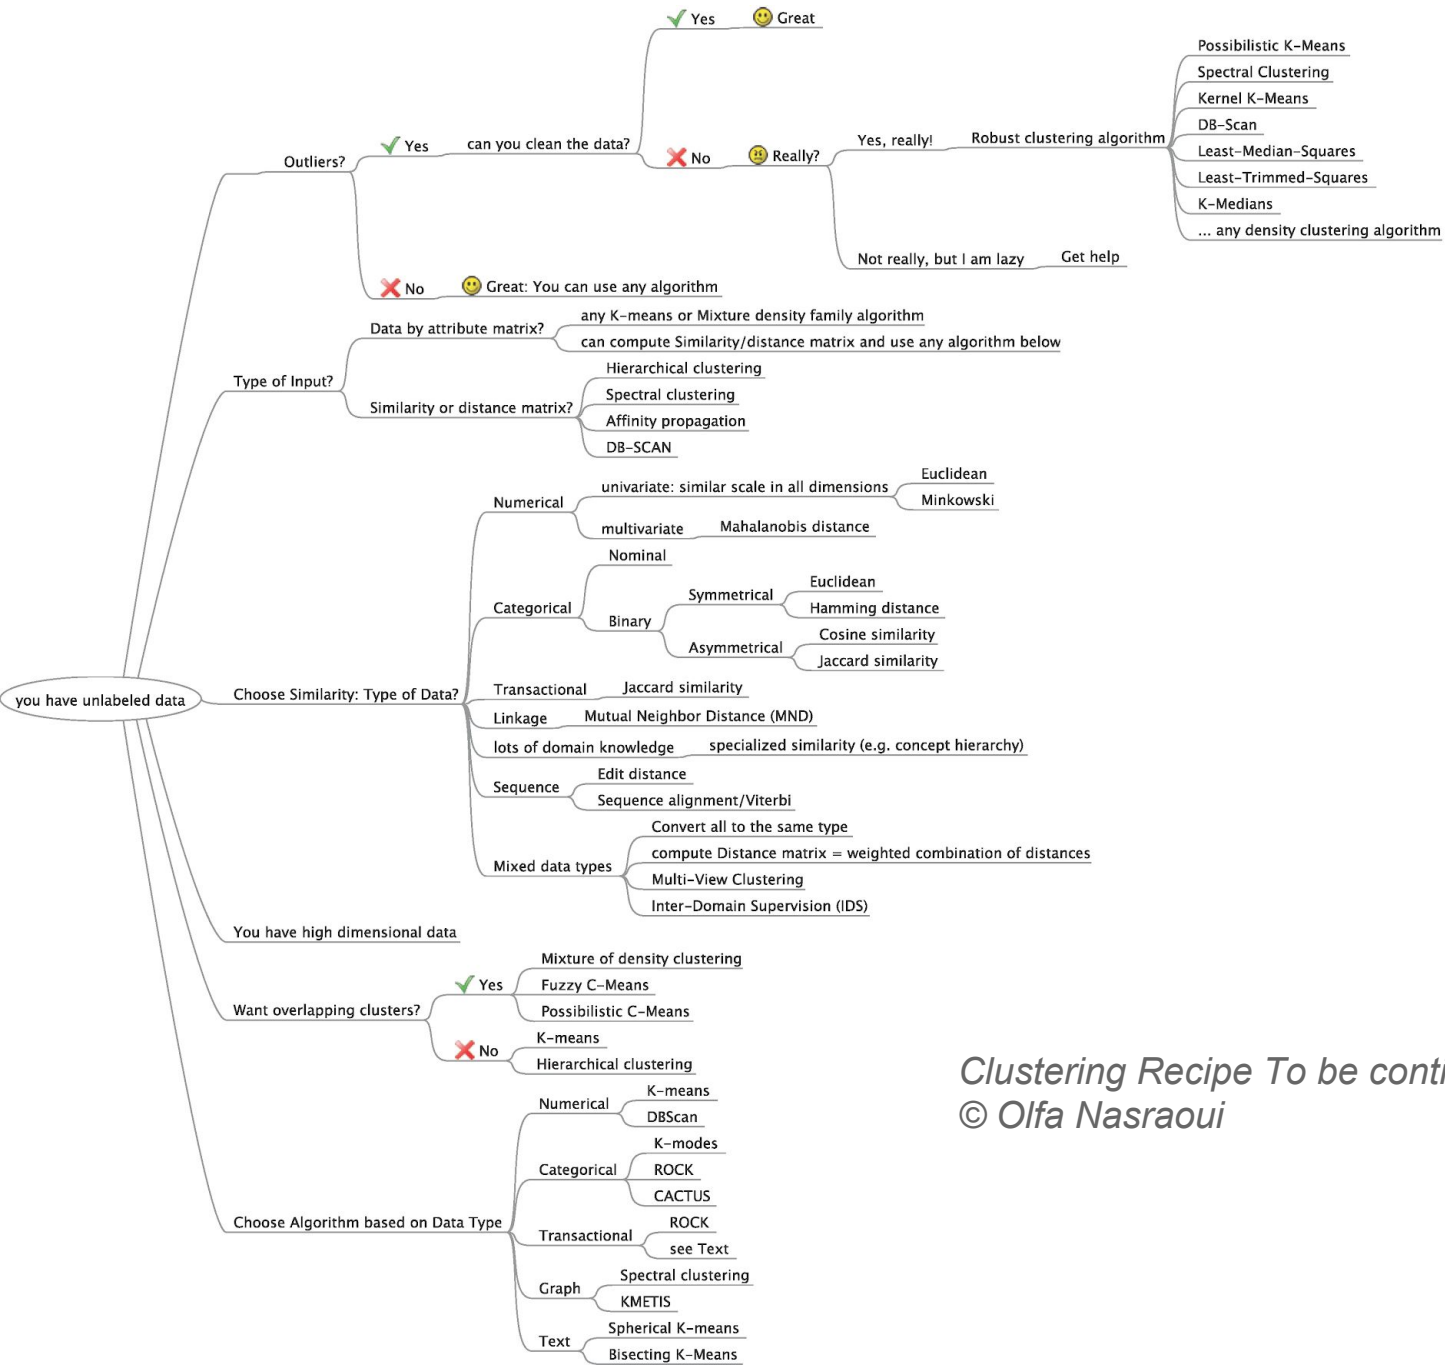 Yes
Great
Possibilistic K-Means
Spectral Clustering
Kernel K-Means
DB-Scan
Least-Median-Squares
Least-Trimmed-Squares
K-Medians
... any density clustering algorithm
Outliers?
Yes
can you clean the data?
No
Really?
Yes, really!
Robust clustering algorithm
Not really, but I am lazy
Get help
No
Great: You can use any algorithm
Type of Input?
Data by attribute matrix?
any K-means or Mixture density family algorithm
can compute Similarity/distance matrix and use any algorithm below
Similarity or distance matrix?
Hierarchical clustering
Spectral clustering
Affinity propagation
DB-SCAN
you have unlabeled data
Choose Similarity: Type of Data?
Numerical
univariate: similar scale in all dimensions
Euclidean
Minkowski
multivariate
Mahalanobis distance
Categorical
Nominal
Binary
Symmetrical
Euclidean
Hamming distance
Asymmetrical
Cosine similarity
Jaccard similarity
Transactional
Jaccard similarity
Linkage
Mutual Neighbor Distance (MND)
lots of domain knowledge
specialized similarity (e.g. concept hierarchy)
Sequence
Edit distance
Sequence alignment/Viterbi
Mixed data types
Convert all to the same type
compute Distance matrix = weighted combination of distances
Multi-View Clustering
Inter-Domain Supervision (IDS)
You have high dimensional data
Want overlapping clusters?
Yes
Mixture of density clustering
Fuzzy C-Means
Possibilistic C-Means
No
K-means
Hierarchical clustering
Choose Algorithm based on Data Type
Numerical
K-means
DBScan
Categorical
K-modes
ROCK
CACTUS
Transactional
ROCK
see Text
Graph
Spectral clustering
KMETIS
Text
Spherical K-means
Bisecting K-Means
Clustering Recipe To be
© Olfa Nasraoui